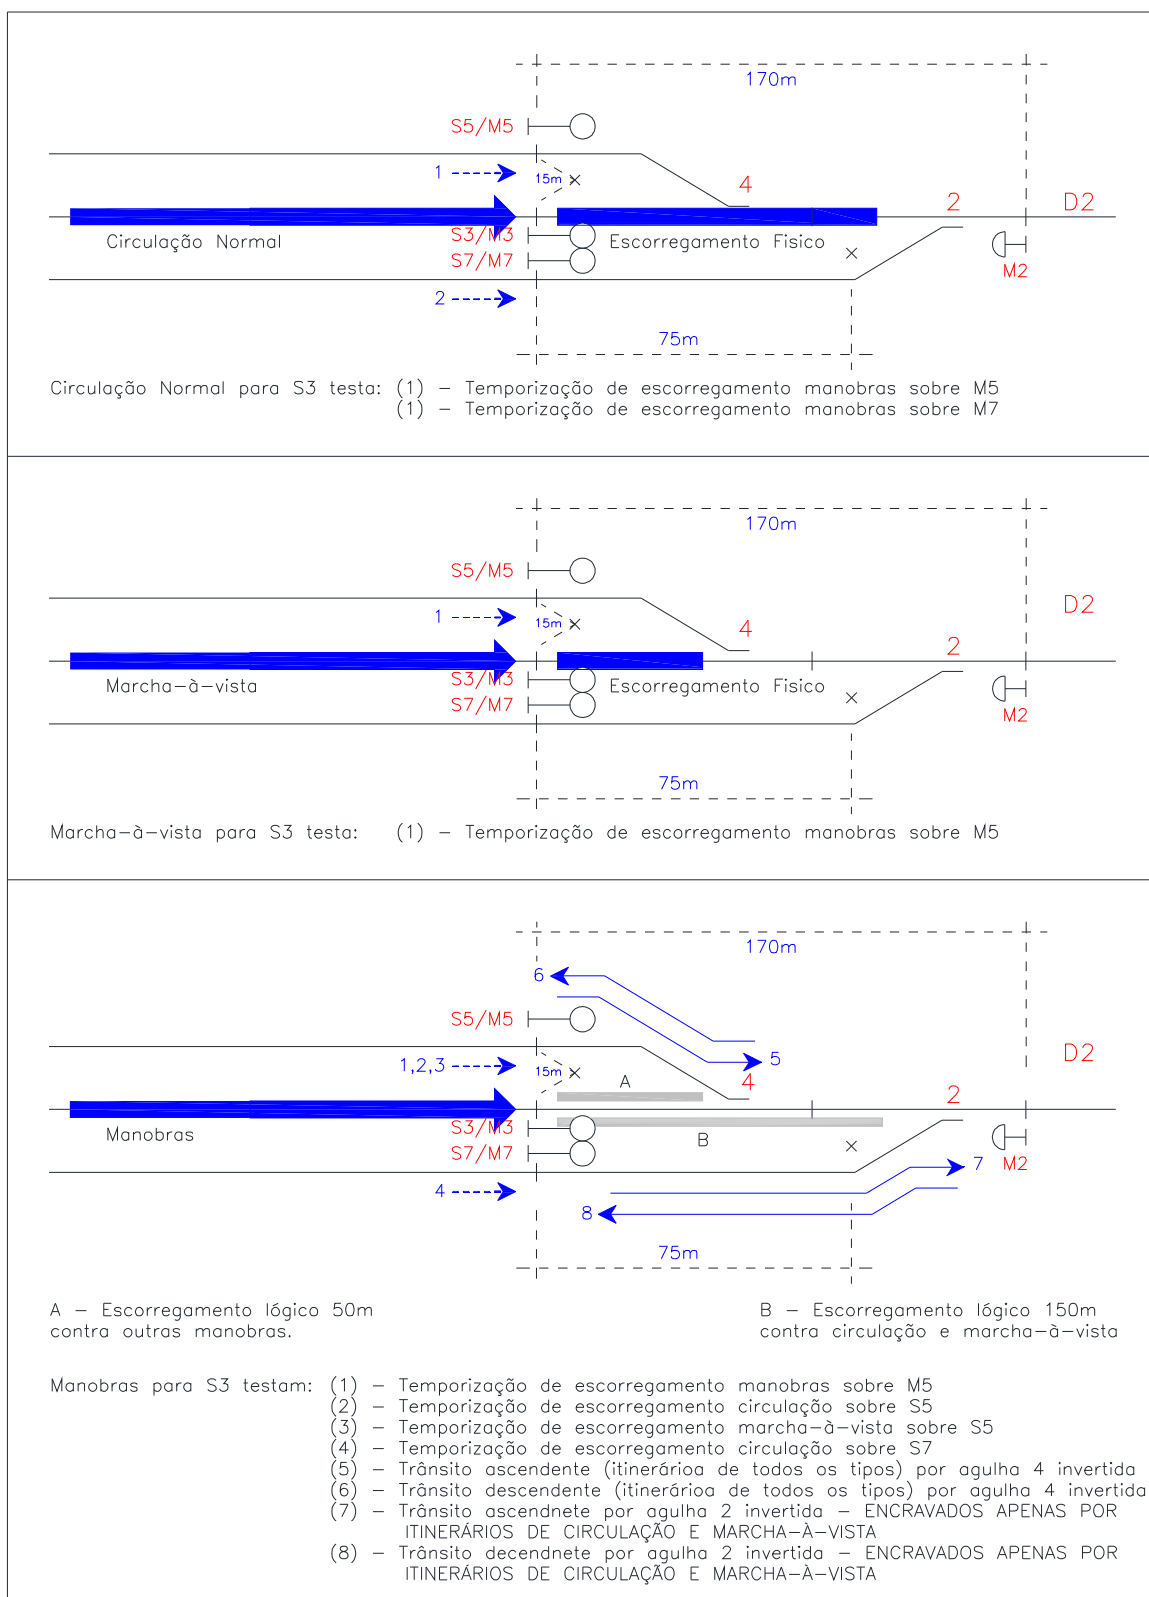 170m
S5/M5
1
15m
4
2
D2
Circulação Normal
S3/M3
Escorregamento Fisico
S7/M7
M2
2
75m
Circulação Normal para S3 testa: (1) – Temporização de escorregamento manobras sobre M5
(1) – Temporização de escorregamento manobras sobre M7
170m
S5/M5
D2
1
15m
4
2
Marcha-à-vista
S3/M3
Escorregamento Fisico
S7/M7
M2
75m
Marcha-à-vista para S3 testa: (1) – Temporização de escorregamento manobras sobre M5
170m
6
S5/M5
5
D2
1,2,3
15m
A
4
2
Manobras
S3/M3
B
S7/M7
7
M2
4
8
75m
A – Escorregamento lógico 50m
contra outras manobras.
B – Escorregamento lógico 150m
contra circulação e marcha-à-vista
Manobras para S3 testam: (1) – Temporização de escorregamento manobras sobre M5
(2) – Temporização de escorregamento circulação sobre S5
(3) – Temporização de escorregamento marcha-à-vista sobre S5
(4) – Temporização de escorregamento circulação sobre S7
(5) – Trânsito ascendente (itinerárioa de todos os tipos) por agulha 4 invertida
(6) – Trânsito descendente (itinerárioa de todos os tipos) por agulha 4 invertida
(7) – Trânsito ascendnete por agulha 2 invertida – ENCRAVADOS APENAS POR
ITINERÁRIOS DE CIRCULAÇÃO E MARCHA-À-VISTA
(8) – Trânsito decendnete por agulha 2 invertida – ENCRAVADOS APENAS POR
ITINERÁRIOS DE CIRCULAÇÃO E MARCHA-À-VISTA